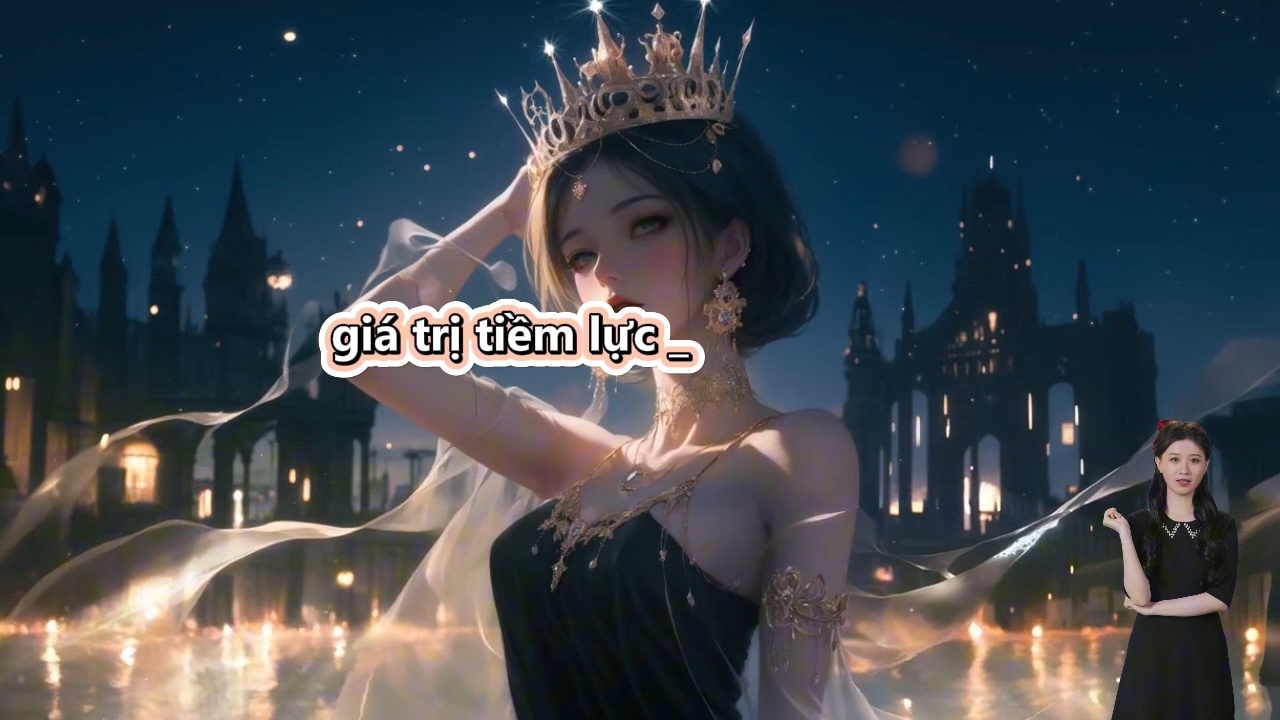 giá trị tiềm lực _